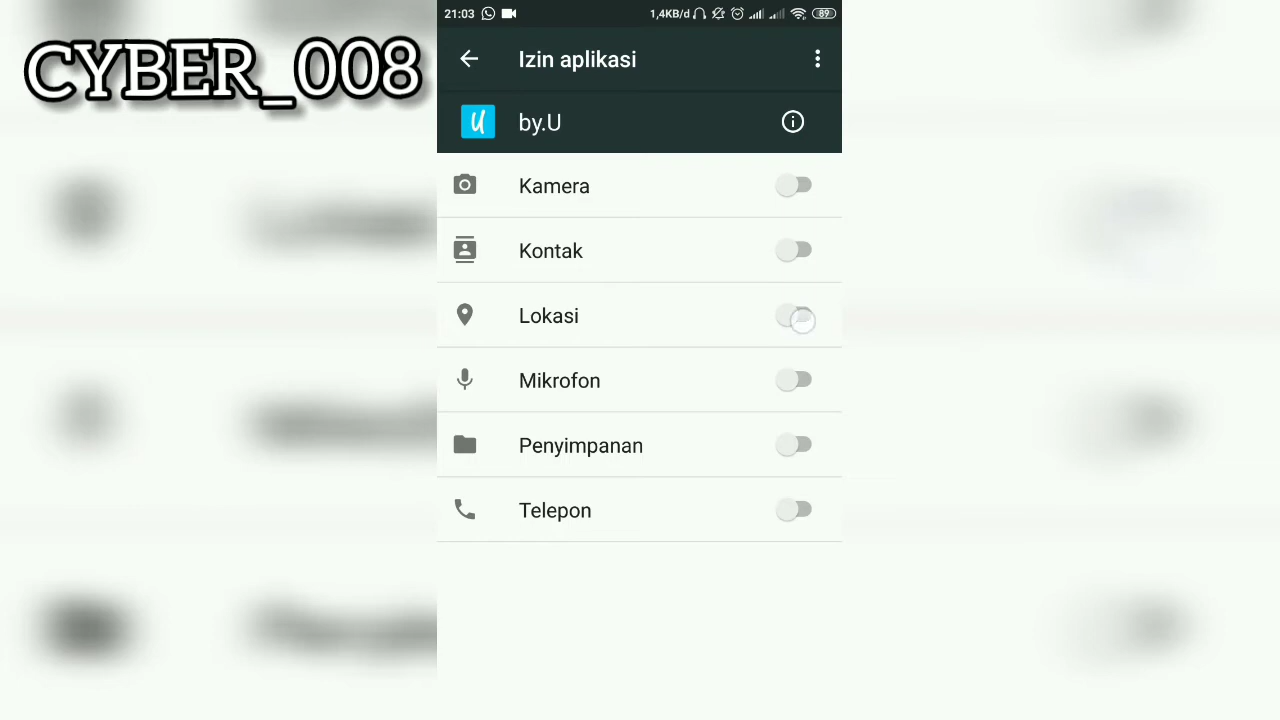 CYBER_008
21:03 1,4KB/d 89
Izin aplikasi
U by.U
Kamera
Kontak
Lokasi
Mikrofon
Penyimpanan
Telepon